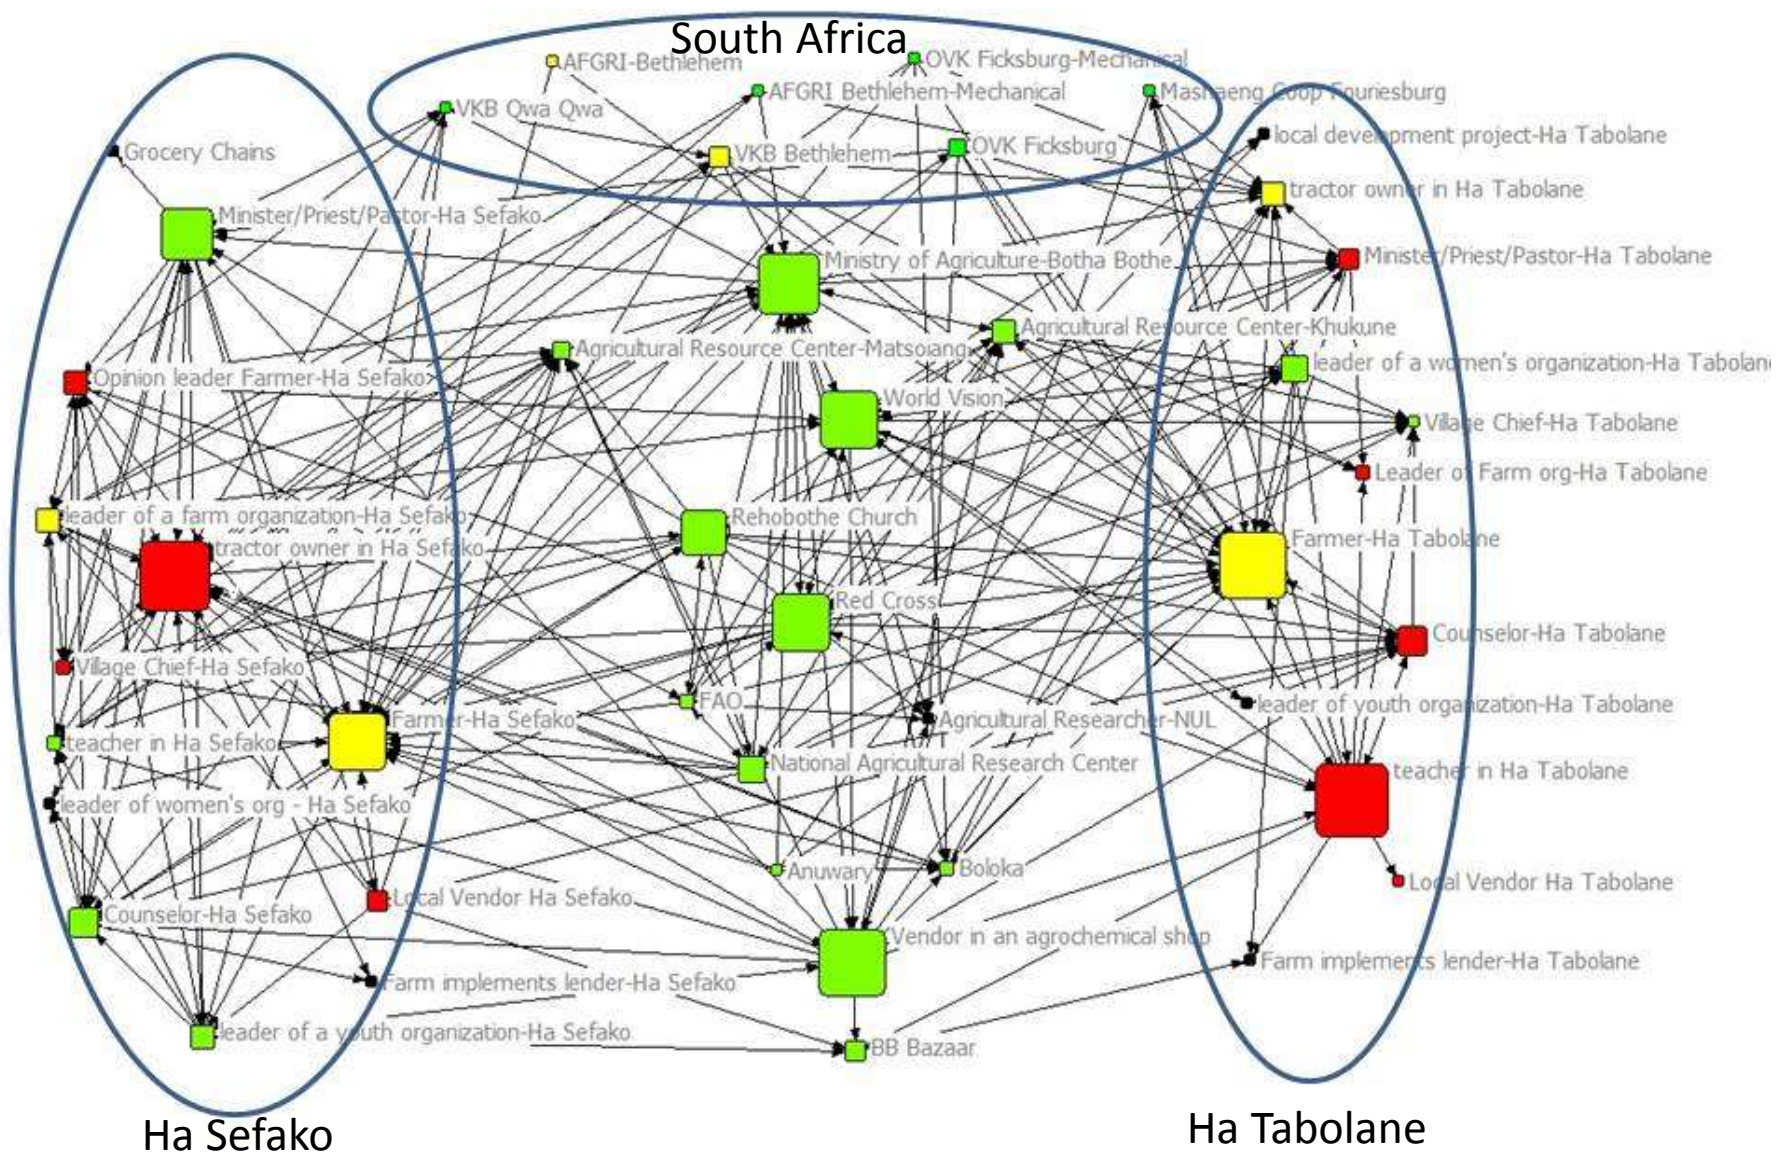 South Africa
AFGRI-Bethlehem
OVK Ficksburg-Mechanical
AFGRI Bethlehem-Mechanical
Mashaeng Coop Fouriesburg
VKB Qwa Qwa
local development project-Ha Tabolane
Grocery Chains
VKB Bethlehem
OVK Ficksburg
tractor owner in Ha Tabolane
Minister/Priest/Pastor-Ha Sefako
Ministry of Agriculture-Botha Bothe
Minister/Priest/Pastor-Ha Tabolane
Agricultural Resource Center-Khukune
Agricultural Resource Center-Matsoiang
leader of a women's organization-Ha Tabolane
Opinion leader Farmer-Ha Sefako
World Vision
Village Chief-Ha Tabolane
Leader of Farm org-Ha Tabolane
leader of a farm organization-Ha Sefako
Rehobothe Church
tractor owner in Ha Sefako
Farmer-Ha Tabolane
Red Cross
Counselor-Ha Tabolane
Village Chief-Ha Sefako
FAO
leader of youth organization-Ha Tabolane
Farmer-Ha Sefako
Agricultural Researcher-NUL
teacher in Ha Sefako
National Agricultural Research Center
teacher in Ha Tabolane
leader of women's org - Ha Sefako
Anuwary
Boloka
Local Vendor Ha Tabolane
Local Vendor Ha Sefako
Counselor-Ha Sefako
Vendor in an agrochemical shop
Farm implements lender-Ha Tabolane
Farm implements lender-Ha Sefako
leader of a youth organization-Ha Sefako
BB Bazaar
Ha Sefako
Ha Tabolane